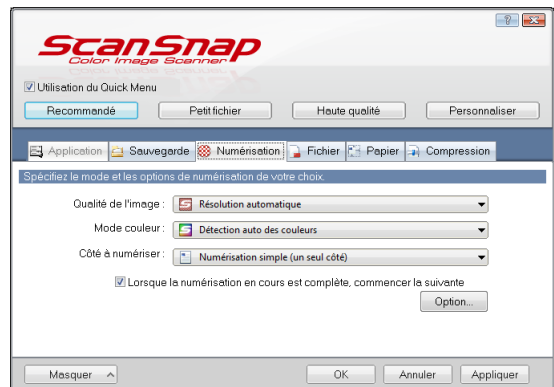 ScanSnap
Color Image Scanner
Utilisation du Quick Menu
Recommandé Petit fichier Haute qualité Personnaliser
Application Sauvegarde Numérisation Fichier Papier Compression
Spécifiez le mode et les options de numérisation de votre choix.
Qualité de l'image : Résolution automatique
Mode couleur : Détection auto des couleurs
Côté à numériser : Numérisation simple (un seul côté)
Lorsque la numérisation en cours est complète, commencer la suivante
Option...
Masquer OK Annuler Appliquer